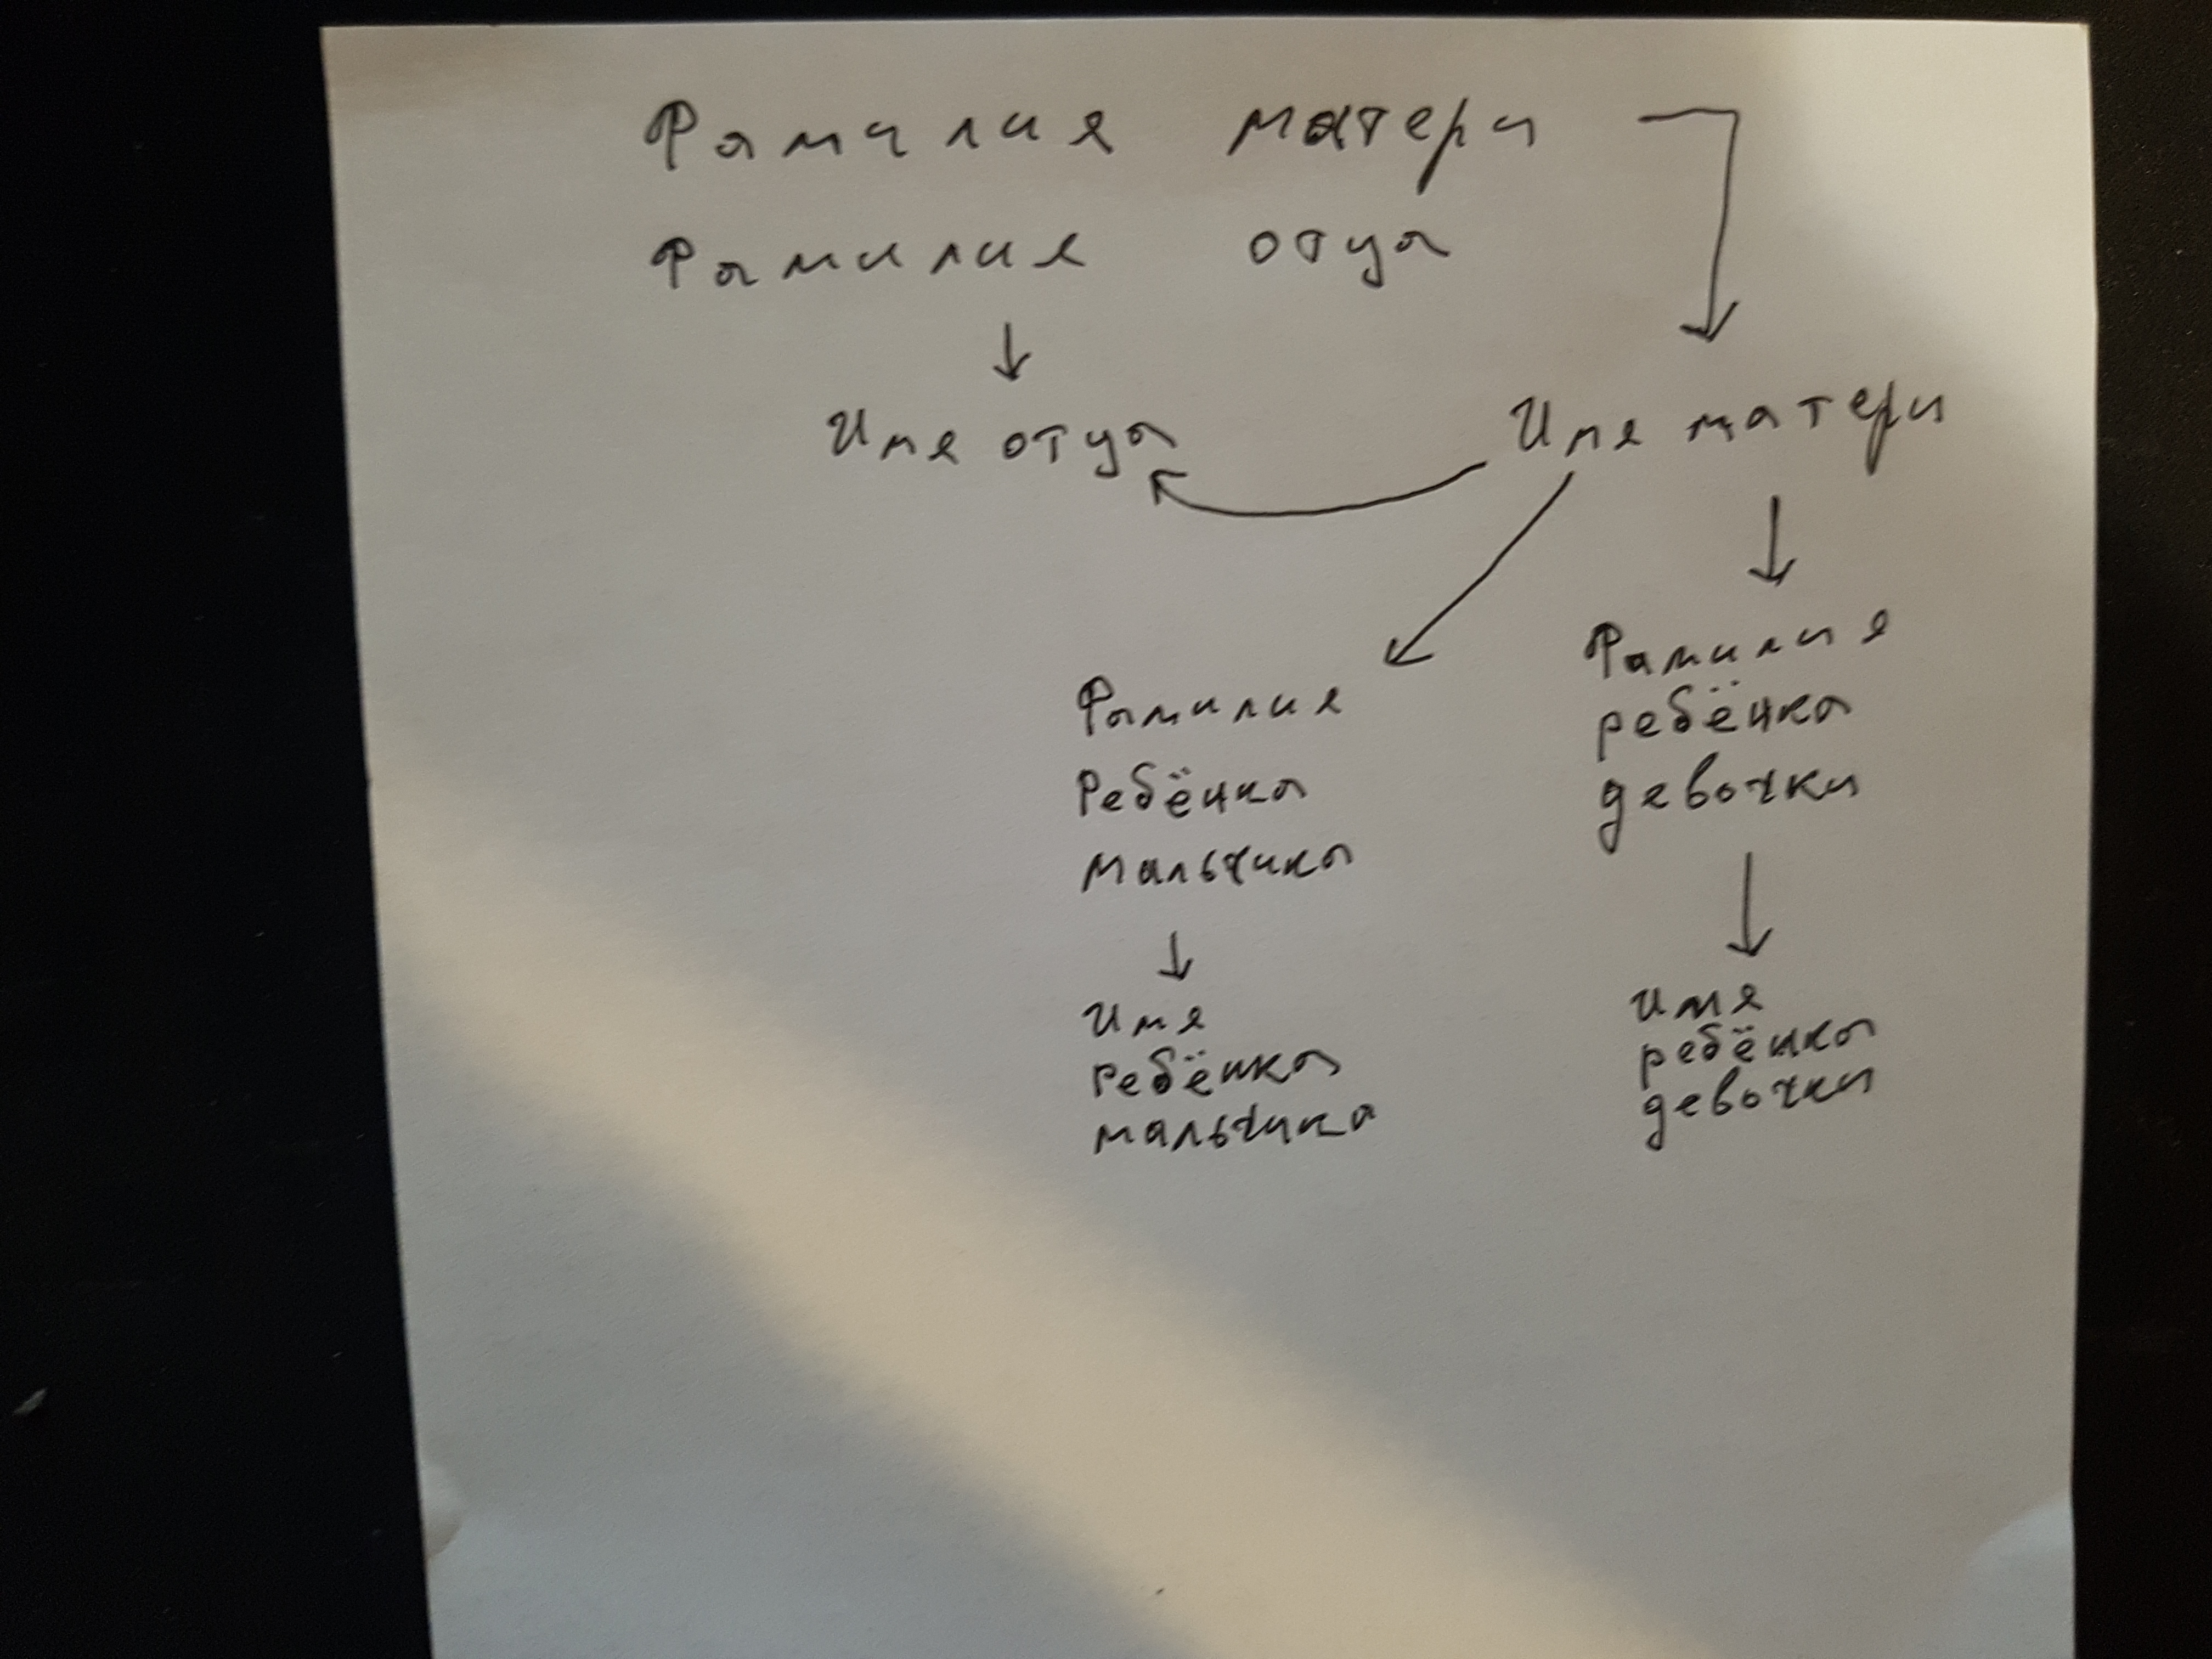 Фамилия матери
Фамилия отца
Имя отца
Имя матери
Фамилия
Ребёнка
Мальчика
Фамилия
ребёнка
девочки
Имя
Ребёнка
мальчика
Имя
ребёнка
девочки